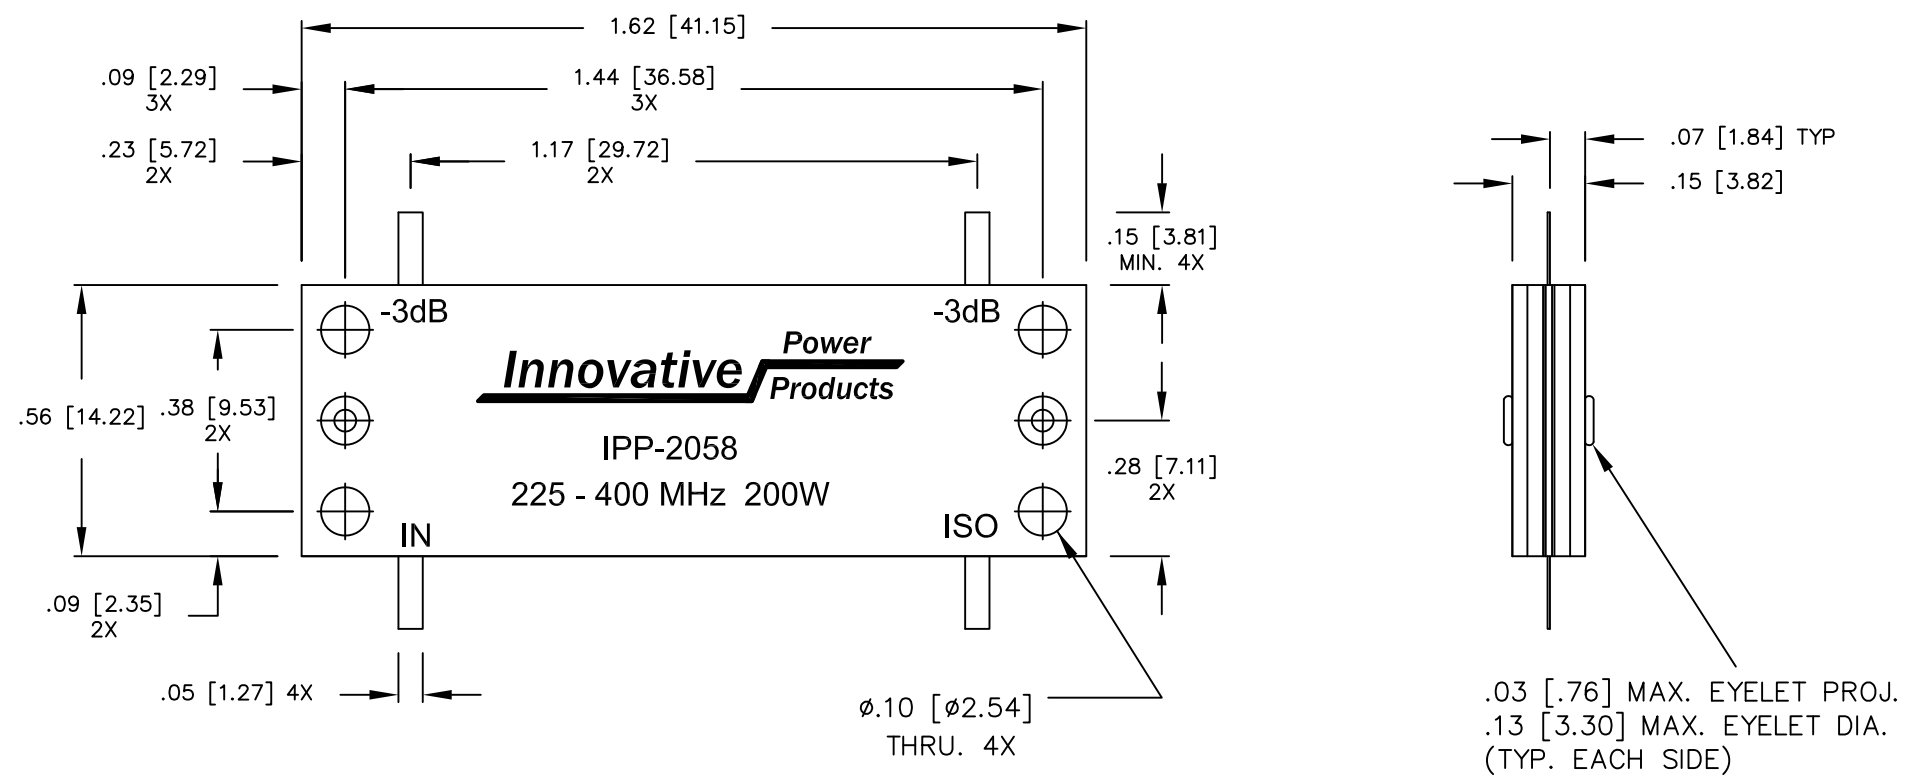 1.62 [41.15]
.09 [2.29]
3X
1.44 [36.58]
3X
.23 [5.72]
2X
1.17 [29.72]
2X
.15 [3.81]
MIN. 4X
.07 [1.84] TYP
.15 [3.82]
-3dB
-3dB
Innovative Power
Products
.56 [14.22]
.38 [9.53]
2X
IPP-2058
225 - 400 MHz 200W
.28 [7.11]
2X
IN
ISO
.09 [2.35]
2X
.05 [1.27] 4X
ø.10 [ø2.54]
THRU. 4X
.03 [.76] MAX. EYELET PROJ.
.13 [3.30] MAX. EYELET DIA.
(TYP. EACH SIDE)